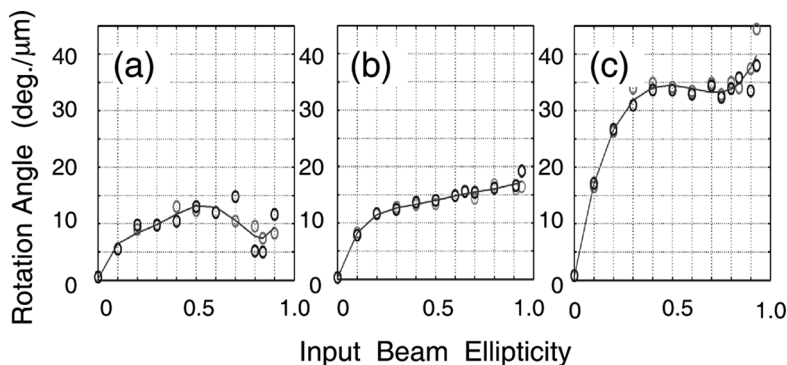 (a) (b) (c)
Rotation Angle (deg./μm)
40 40 40
30 30 30
20 20 20
10 10 10
0 0 0
0 0.5 1.0 0 0.5 1.0 0 0.5 1.0
Input Beam Ellipticity